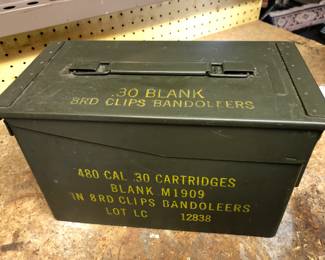 .30 BLANK
8RD CLIPS BANDOLEERS
480 CAL .30 CARTRIDGES
BLANK M1909
IN 8RD CLIPS BANDOLEERS
LOT LC 12838